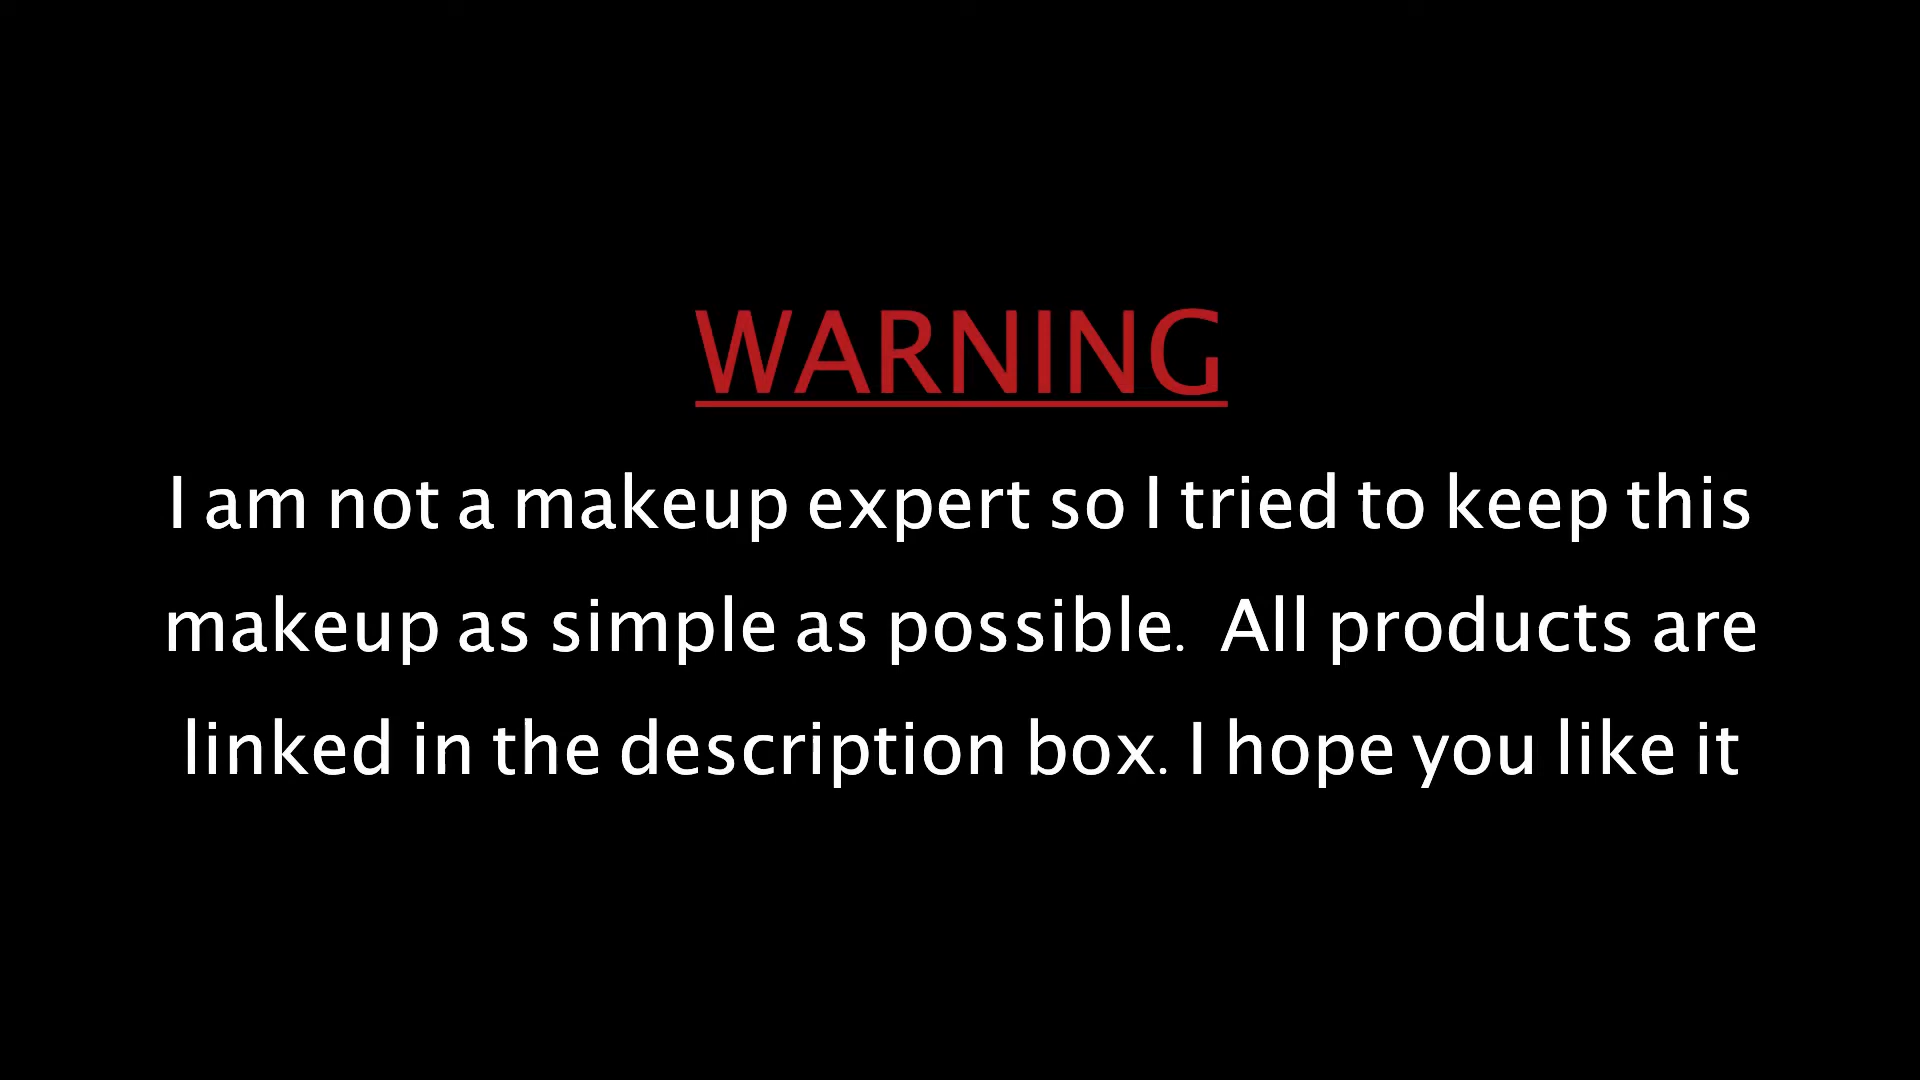 WARNING
I am not a makeup expert so I tried to keep this
makeup as simple as possible.  All products are
linked in the description box. I hope you like it